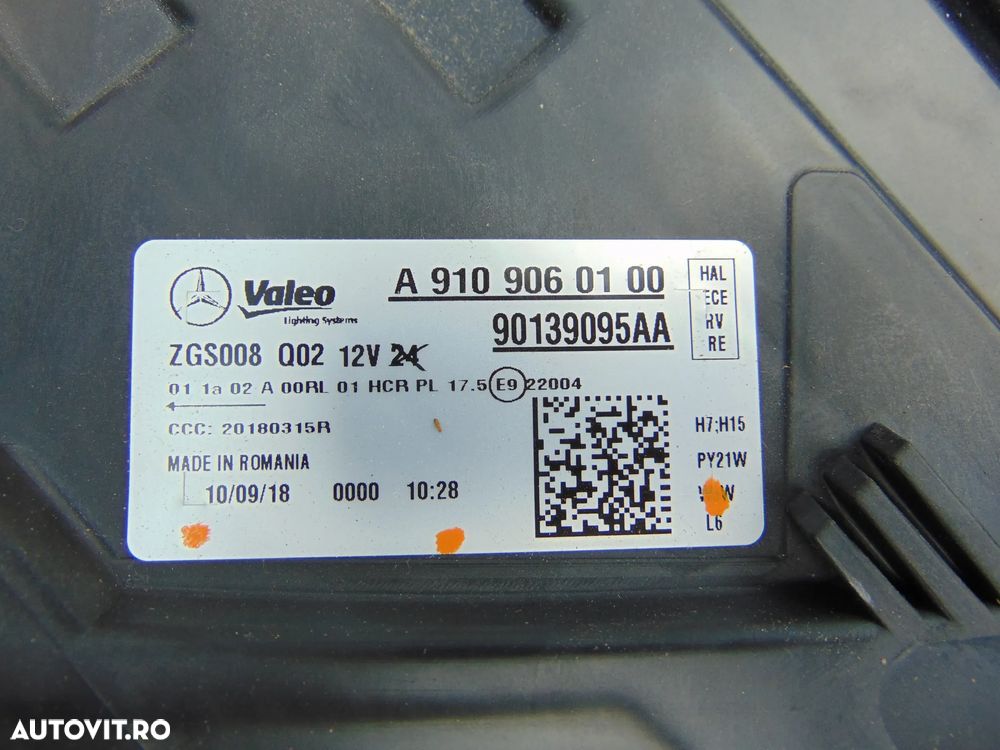 Valeo
Lighting Systems
A 910 906 01 00
90139095AA
HAL
ECE
RV
RE
ZGS008 Q02 12V 24
01 1a 02 A 00RL 01 HCR PL 17.5 E9 22004
CCC: 20180315R
MADE IN ROMANIA
10/09/18 0000 10:28
H7;H15
PY21W
L6
AUTOVIT.RO